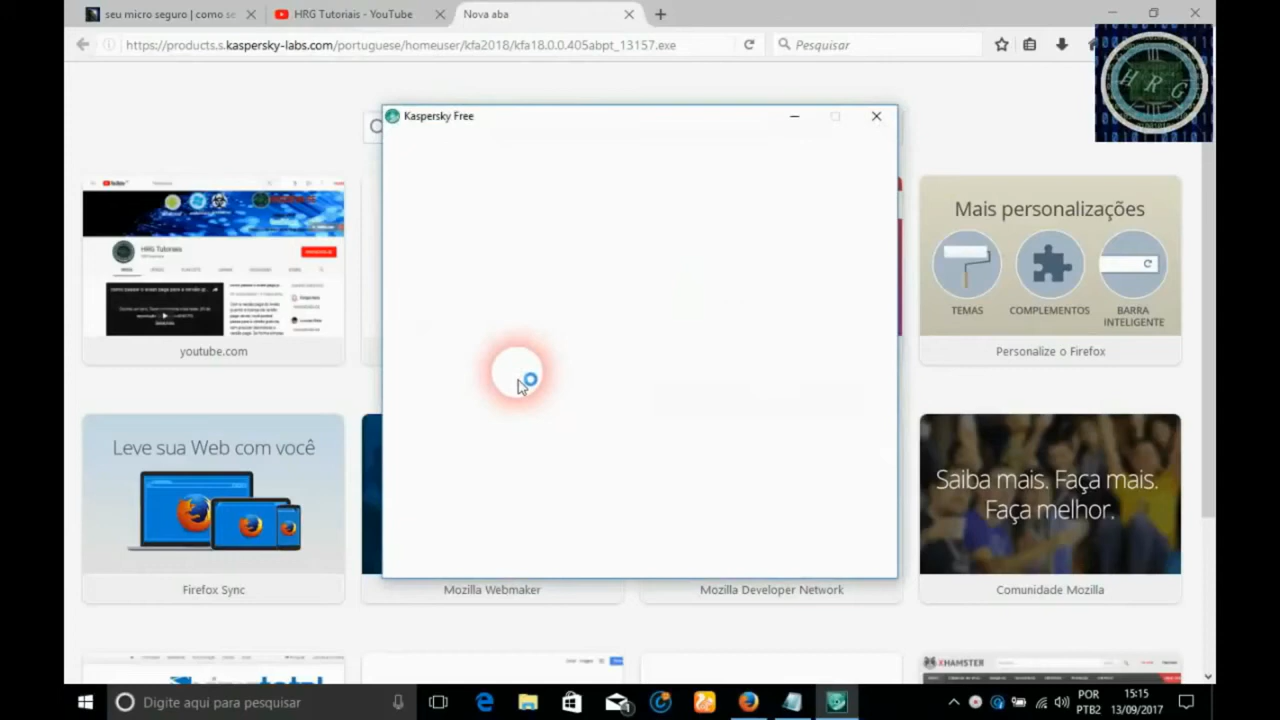 seu micro seguro | como se
HRG Tutoriais - YouTube
Nova aba
https://products.s.kaspersky-labs.com/portuguese/homeuser/kfa2018/kfa18.0.0.405abpt_13157.exe
Pesquisar
H R G
Kaspersky Free
HRG Tutoriais
Mais personalizações
TEMAS
COMPLEMENTOS
BARRA
INTELIGENTE
youtube.com
Personalize o Firefox
Leve sua Web com você
Saiba mais. Faça mais.
Faça melhor.
Firefox Sync
Mozilla Webmaker
Mozilla Developer Network
Comunidade Mozilla
XHAMSTER
Digite aqui para pesquisar
POR
PTB2
15:15
13/09/2017